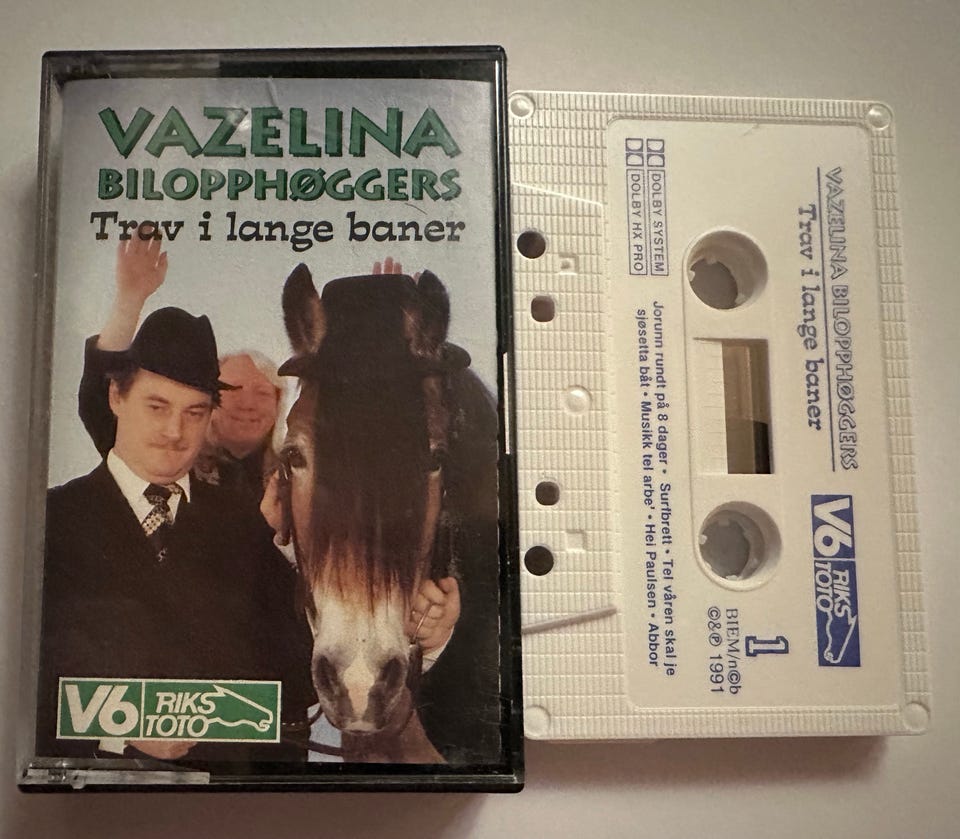 VAZELINA
BILOPPHØGGERS
Trav i lange baner
V6 RIKS
TOTO
VAZELINA BILOPPHØGGERS
Trav i lange baner
V6 RIKS
TOTO
1
BIEM/n©b
©&℗ 1991
DOLBY SYSTEM
DOLBY HX PRO
Jorunn rundt på 8 dager • Surfbrett • Tel våren skal je
sjøsetta båt • Musikk tel arbe' • Hei Paulsen • Abbor